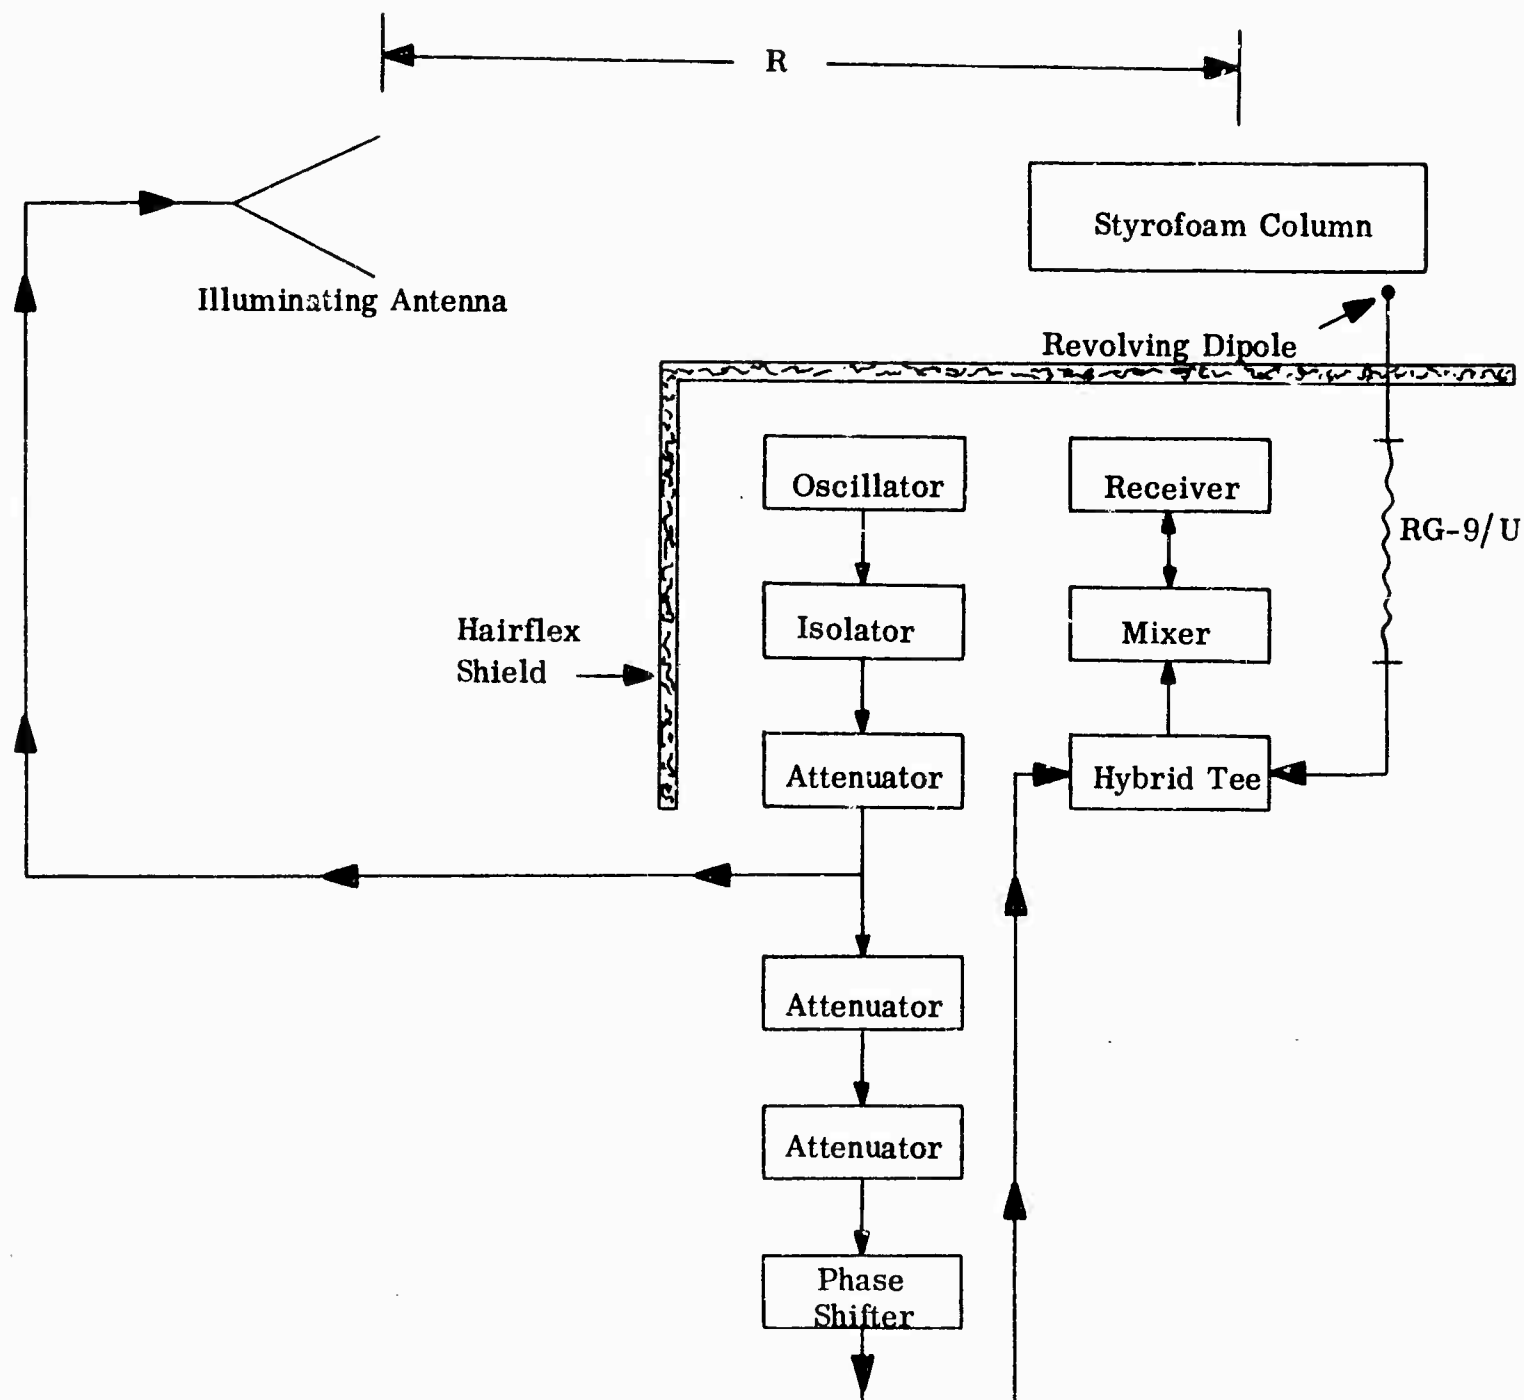 R
Styrofoam Column
Illuminating Antenna
Revolving Dipole
Oscillator
Receiver
RG-9/U
Isolator
Mixer
Hairflex
Shield
Attenuator
Hybrid Tee
Attenuator
Attenuator
Phase
Shifter